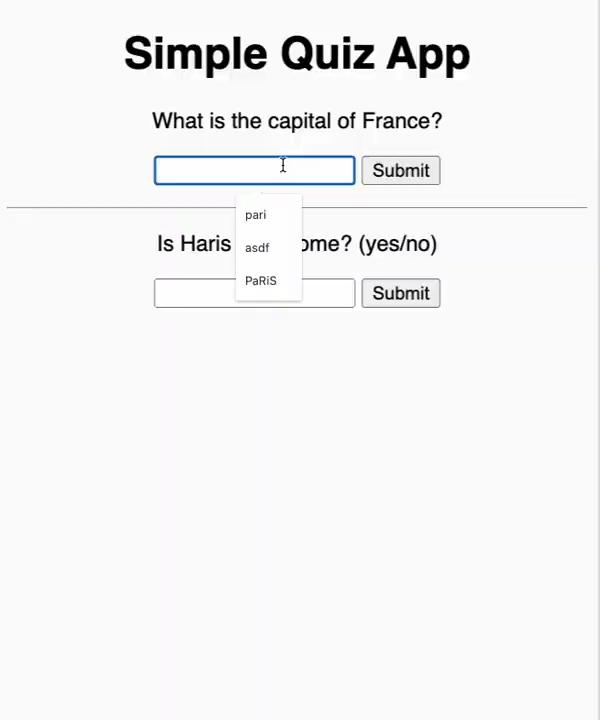 Simple Quiz App
What is the capital of France?
Submit
pari
Is Haris ome? (yes/no)
asdf
PaRiS
Submit